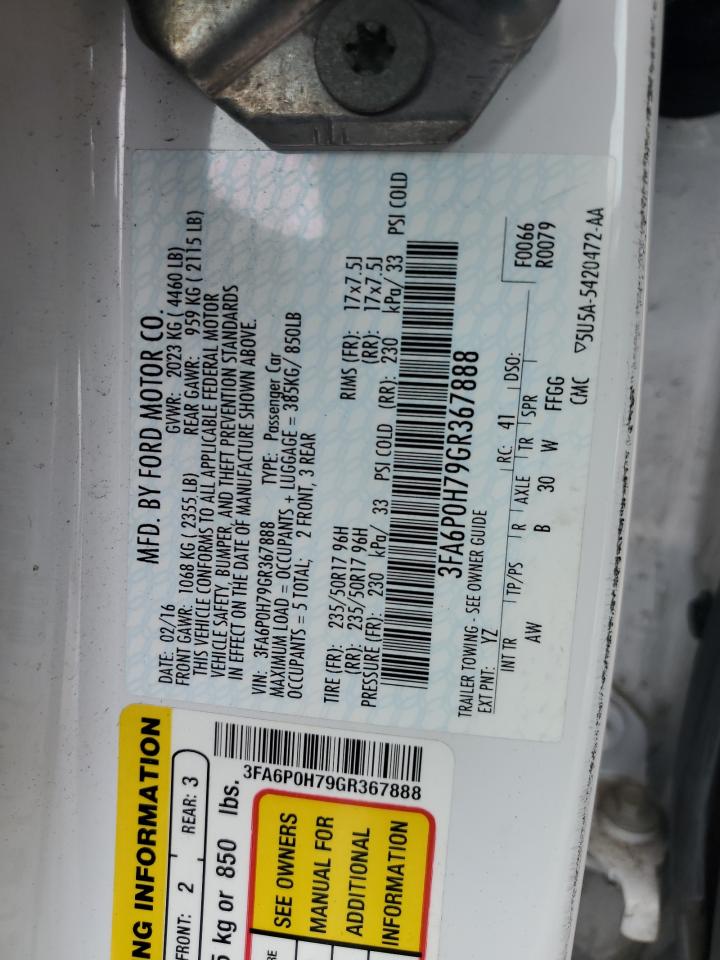 MFD. BY FORD MOTOR CO.
DATE: 02/16 GVWR: 2023 KG ( 4460 LB)
FRONT GAWR: 1068 KG ( 2355 LB) REAR GAWR: 959 KG ( 2115 LB)
THIS VEHICLE CONFORMS TO ALL APPLICABLE FEDERAL MOTOR
VEHICLE SAFETY, BUMPER, AND THEFT PREVENTION STANDARDS
IN EFFECT ON THE DATE OF MANUFACTURE SHOWN ABOVE.
VIN: 3FA6P0H79GR367888 TYPE: Passenger Car
MAXIMUM LOAD = OCCUPANTS + LUGGAGE = 385KG/ 850LB
OCCUPANTS = 5 TOTAL; 2 FRONT, 3 REAR
TIRE (FR): 235/50R17 96H RIMS (FR): 17x7.5J
(RR): 235/50R17 96H (RR): 17x7.5J
PRESSURE (FR): 230 kPa/ 33 PSI COLD (RR): 230 kPa/ 33 PSI COLD
3FA6P0H79GR367888
TRAILER TOWING - SEE OWNER GUIDE
EXT PNT: YZ RC: 41 DSO: F0066
R0079
INT TR TP/PS R AXLE TR SPR
AW B 30 W FFGG
CMC ▽5U5A-5420472-AA
NG INFORMATION
FRONT: 2 REAR: 3
5 kg or 850 lbs.
3FA6P0H79GR367888
SEE OWNERS
MANUAL FOR
ADDITIONAL
INFORMATION